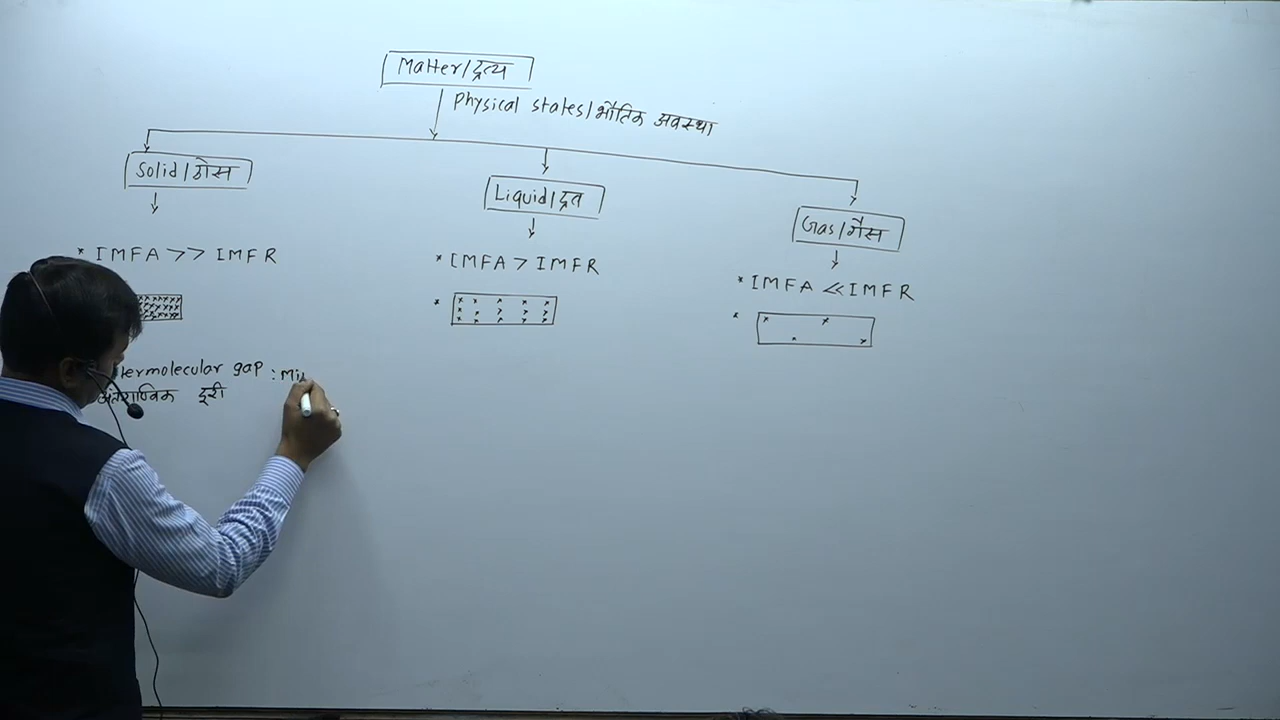 Matter/द्रव्य
Physical states/भौतिक अवस्था
Solid/ठोस
Liquid/द्रव
Gas/गैस
* IMFA >> IMFR
* IMFA > IMFR
* IMFA << IMFR
*
*
termolecular gap : Mi
अंतराण्विक दूरी